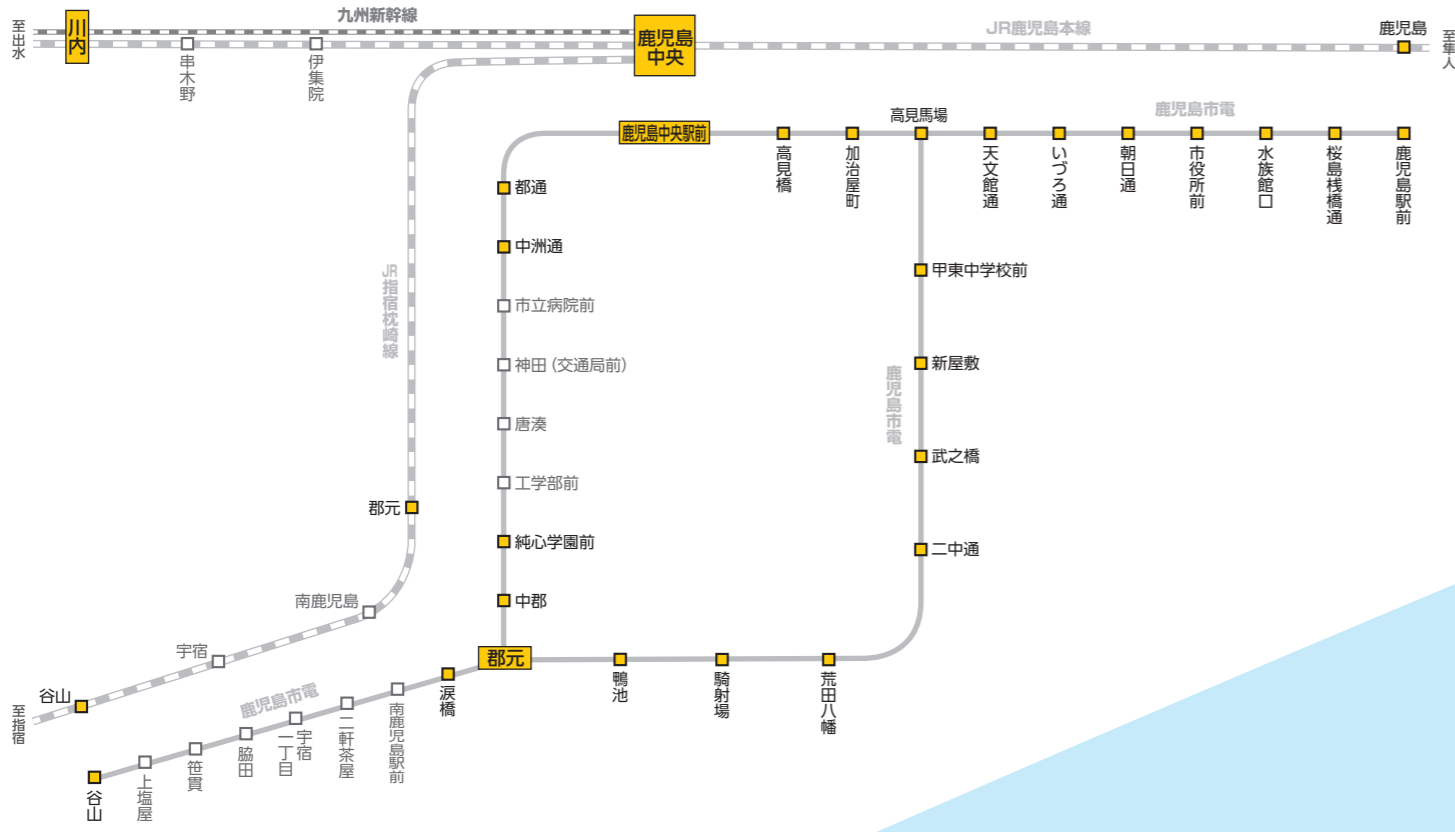 九州新幹線
至出水
川内
串木野
伊集院
鹿児島
中央
JR鹿児島本線
鹿児島
至隼人
鹿児島市電
鹿児島中央駅前
高見橋
加治屋町
高見馬場
天文館通
いづろ通
朝日通
市役所前
水族館口
桜島桟橋通
鹿児島駅前
都通
中洲通
市立病院前
神田（交通局前）
唐湊
工学部前
純心学園前
中郡
郡元
JR指宿枕崎線
郡元
南鹿児島
宇宿
谷山
至指宿
甲東中学校前
新屋敷
武之橋
二中通
鹿児島市電
荒田八幡
騎射場
鴨池
涙橋
南鹿児島駅前
二軒茶屋
宇宿
一丁目
脇田
笹貫
上塩屋
谷山
鹿児島市電